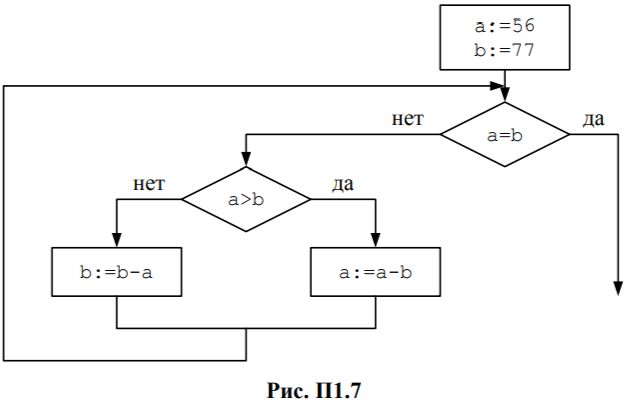 a:=56
b:=77
нет
да
a=b
нет
да
a>b
b:=b-a
a:=a-b
Рис. П1.7